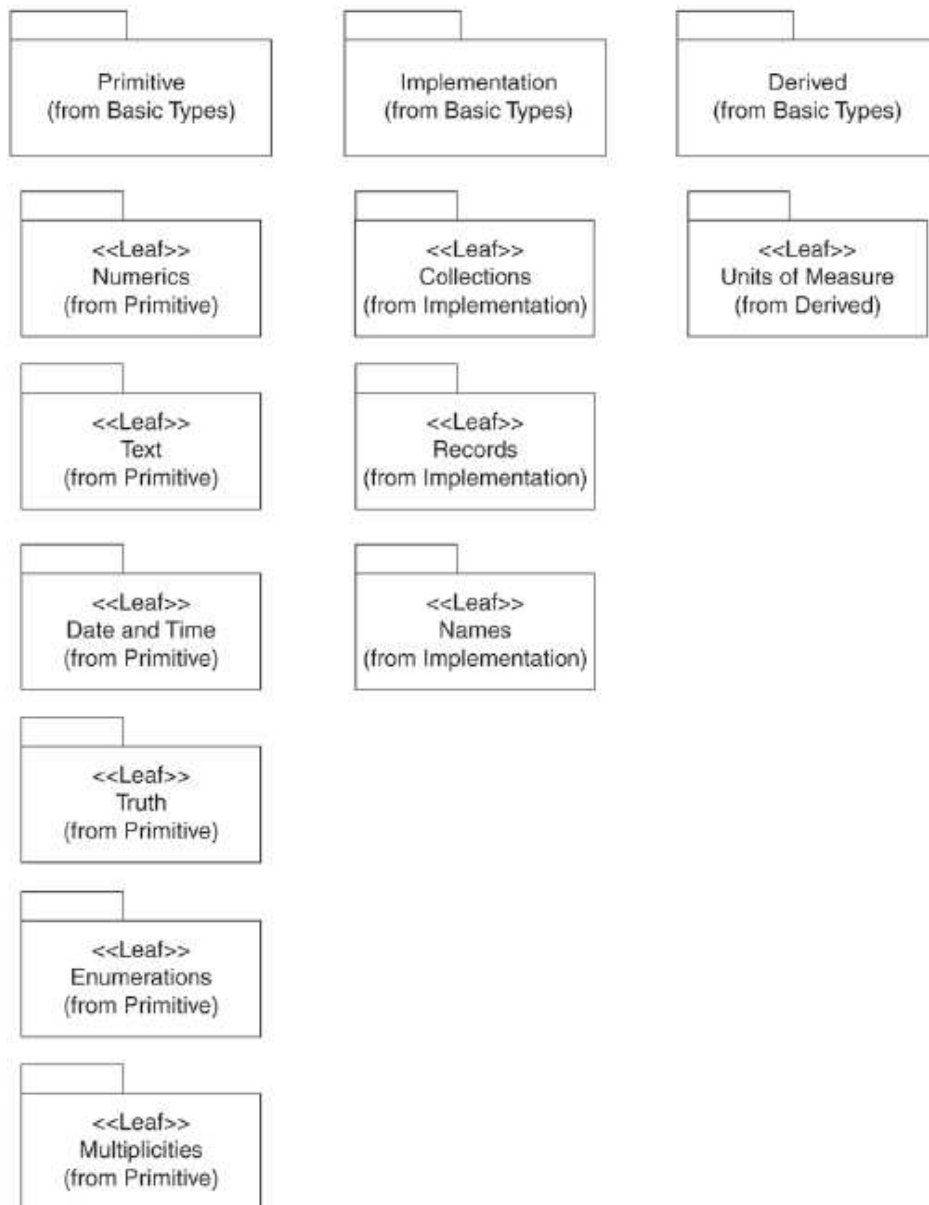 Primitive
(from Basic Types)
Implementation
(from Basic Types)
Derived
(from Basic Types)
<<Leaf>>
Numerics
(from Primitive)
<<Leaf>>
Collections
(from Implementation)
<<Leaf>>
Units of Measure
(from Derived)
<<Leaf>>
Text
(from Primitive)
<<Leaf>>
Records
(from Implementation)
<<Leaf>>
Date and Time
(from Primitive)
<<Leaf>>
Names
(from Implementation)
<<Leaf>>
Truth
(from Primitive)
<<Leaf>>
Enumerations
(from Primitive)
<<Leaf>>
Multiplicities
(from Primitive)